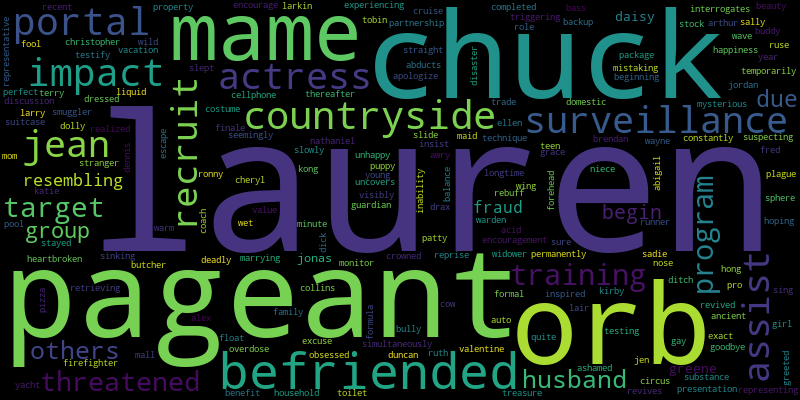 lauren
pageant
chuck
orb
mame
befriended
countryside
surveillance
impact
portal
actress
jean
target
recruit
assist
training
program
threatened
husband
others
group
due
begin
fraud
resembling
recent property encourage larkin experiencing cruise completed bass beauty
tobin partnership role triggering backup daisy arthur sally interrogates buddy
representative fool christopher wild vacation testify straight abducts apologize disaster
stock wave happiness ruse year package mistaking beginning temporarily jordan
perfect terry liquid discussion dressed smuggler suitcase larry dolly realized mom stranger katie
slept cellphone thereafter costume finale seemingly nathaniel slowly kong
trade domestic mysterious ellen maid technique slide insist awry unhappy
teen grace brendan wayne constantly suspecting fred plague sphere hoping
dennis escape ronny cheryl puppy young uncovers visibly guardian inability balance longtime wing rebuff niece forehead abigail
pool stayed warm coach value wet minute dick drax warden acid encouragement runner sure patty
heartbroken sinking butcher deadly marrying jonas monitor crowned reprise widower permanently sadie nose hong ditch pro revived ancient sing
retrieving pizza alex collins family formula cow formal inspired kirby lair testing exact goodbye girl
mall firefighter float excuse simultaneously bully auto quite gay
yacht overdose obsessed duncan ruth valentine jen ashamed greene substance circus
benefit household toilet treasure revives presentation representing greeted